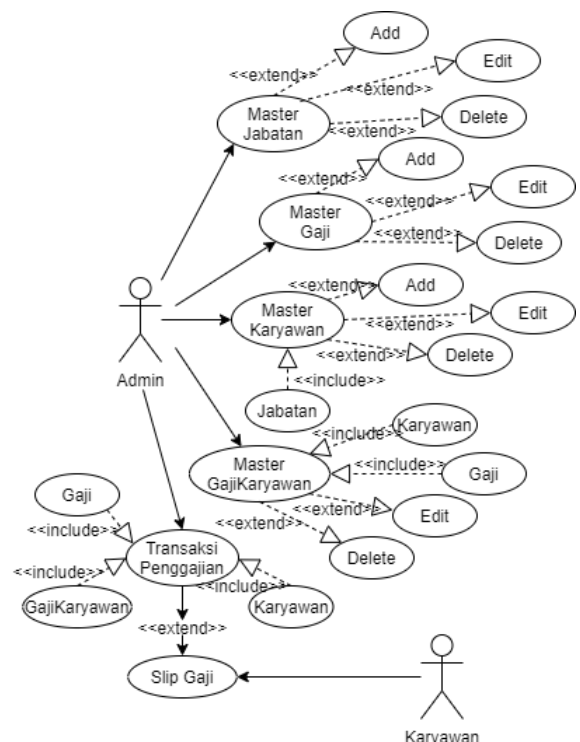 Add
Edit
<<extend>>
<<extend>>
Master
Jabatan
Delete
<<extend>>
Add
<<extend>>
Edit
Master
Gaji
<<extend>>
<<extend>>
Delete
Add
<<extend>>
Edit
Master
Karyawan
<<extend>>
<<extend>>
Delete
Admin
<<include>>
Jabatan
Karyawan
<<include>>
Master
GajiKaryawan
<<include>>
Gaji
Gaji
<<extend>>
<<extend>>
Edit
Delete
<<include>>
Transaksi
Penggajian
<<include>>
<<include>>
GajiKaryawan
Karyawan
<<extend>>
Slip Gaji
Karyawan